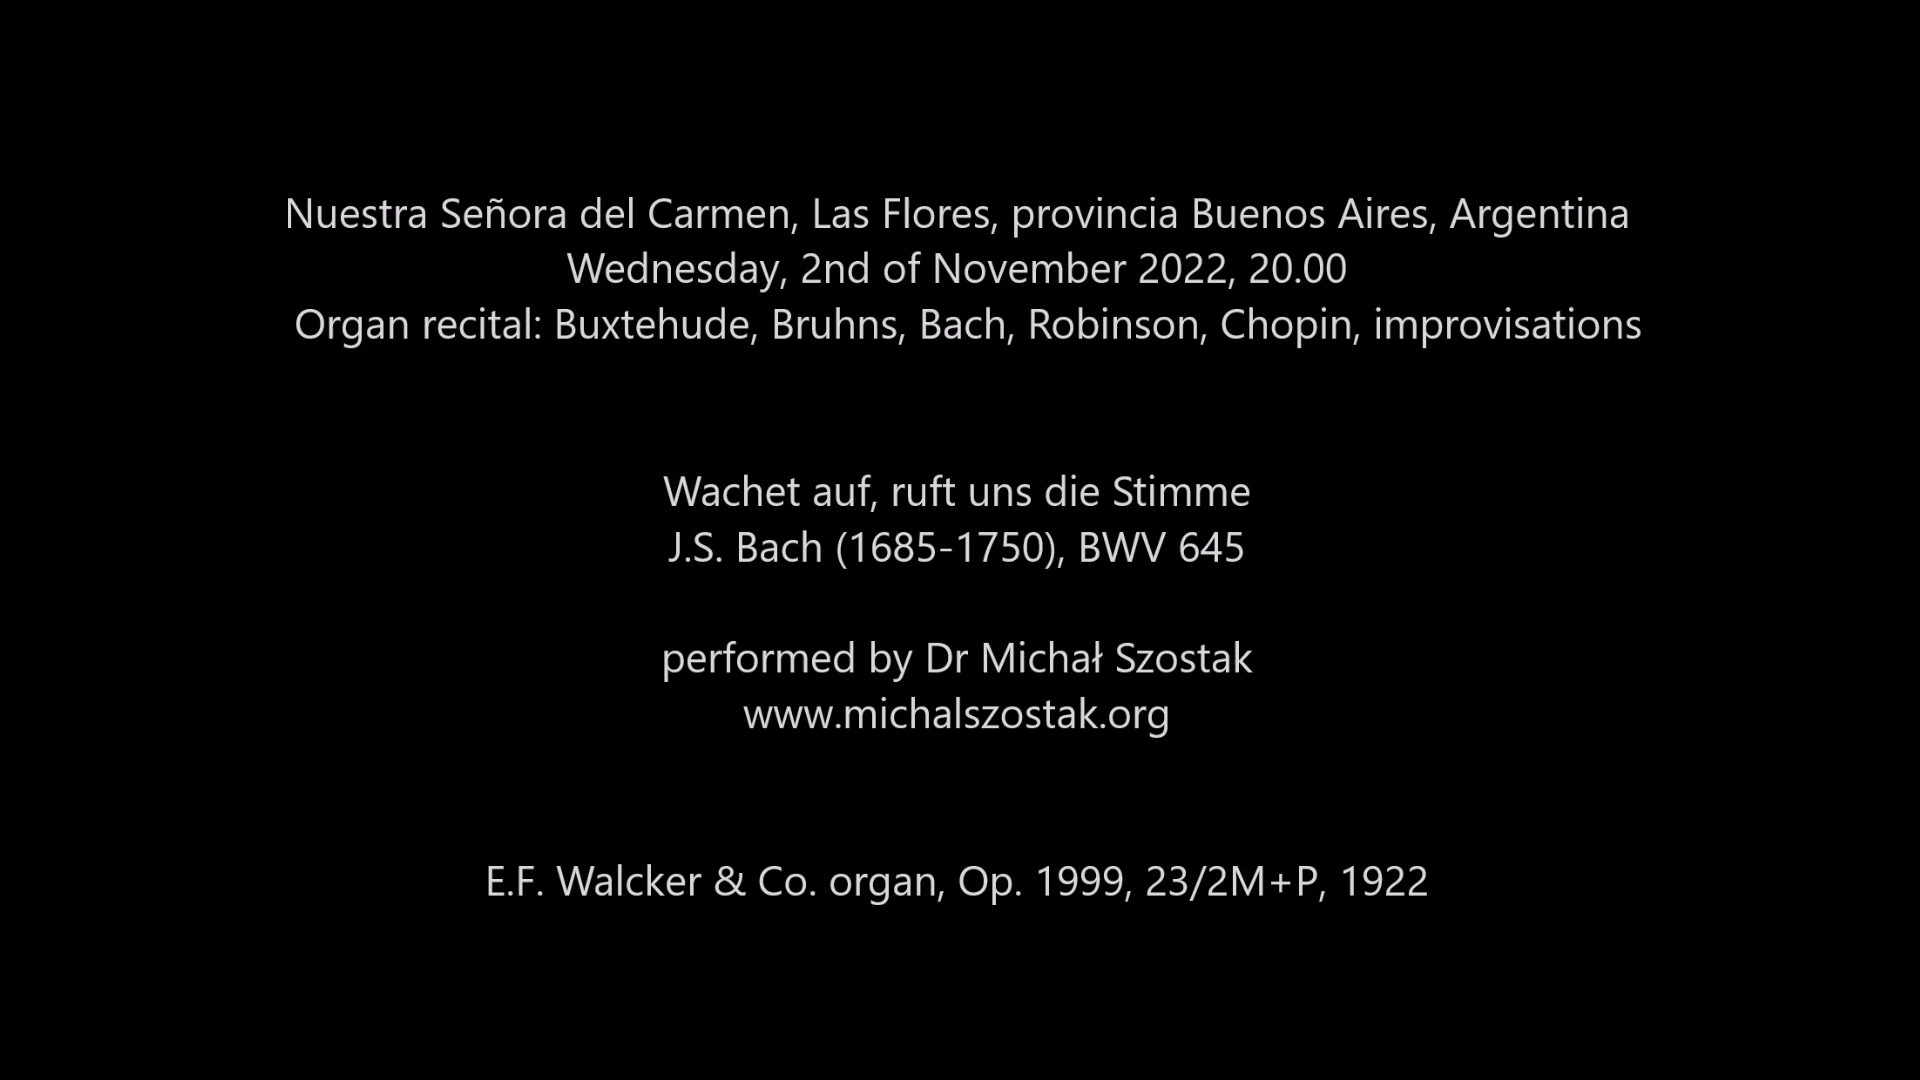 Nuestra Señora del Carmen, Las Flores, provincia Buenos Aires, Argentina
Wednesday, 2nd of November 2022, 20.00
Organ recital: Buxtehude, Bruhns, Bach, Robinson, Chopin, improvisations
Wachet auf, ruft uns die Stimme
J.S. Bach (1685-1750), BWV 645
performed by Dr Michał Szostak
www.michalszostak.org
E.F. Walcker & Co. organ, Op. 1999, 23/2M+P, 1922